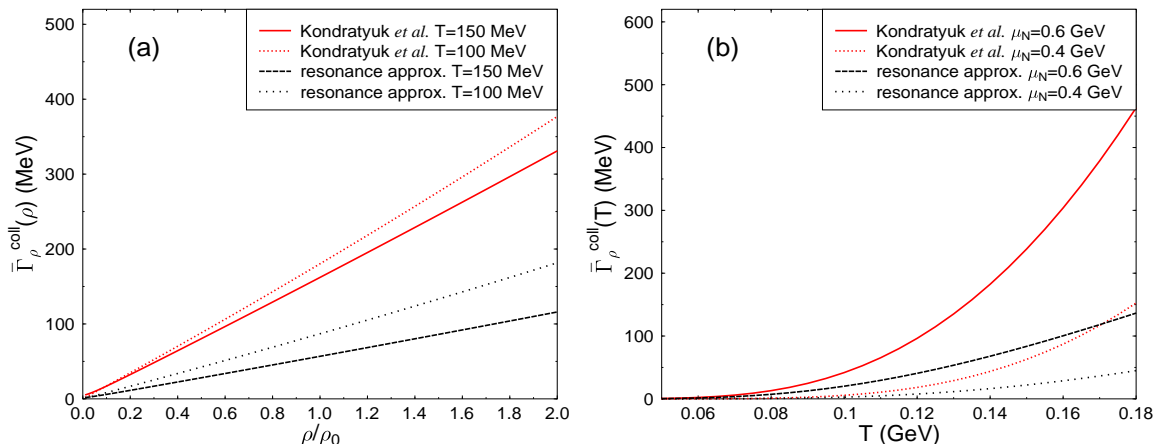 (a)
Kondratyuk et al. T=150 MeV
Kondratyuk et al. T=100 MeV
resonance approx. T=150 MeV
resonance approx. T=100 MeV
500
400
300
200
100
0
Γ̄ρ^coll(ρ) (MeV)
0.0 0.2 0.4 0.6 0.8 1.0 1.2 1.4 1.6 1.8 2.0
ρ/ρ0
(b)
Kondratyuk et al. μN=0.6 GeV
Kondratyuk et al. μN=0.4 GeV
resonance approx. μN=0.6 GeV
resonance approx. μN=0.4 GeV
600
500
400
300
200
100
0
Γ̄ρ^coll(T) (MeV)
0.06 0.08 0.1 0.12 0.14 0.16 0.18
T (GeV)